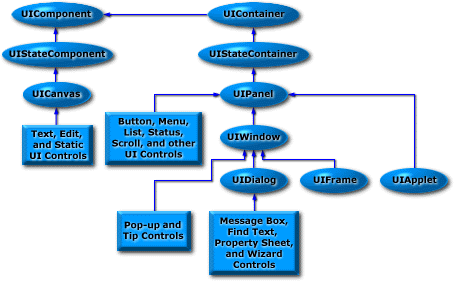 UIComponent
UIContainer
UIStateComponent
UIStateContainer
UICanvas
UIPanel
Text, Edit,
and Static
UI Controls
Button, Menu,
List, Status,
Scroll, and other
UI Controls
UIWindow
UIDialog
UIFrame
UIApplet
Pop-up and
Tip Controls
Message Box,
Find Text,
Property Sheet,
and Wizard
Controls